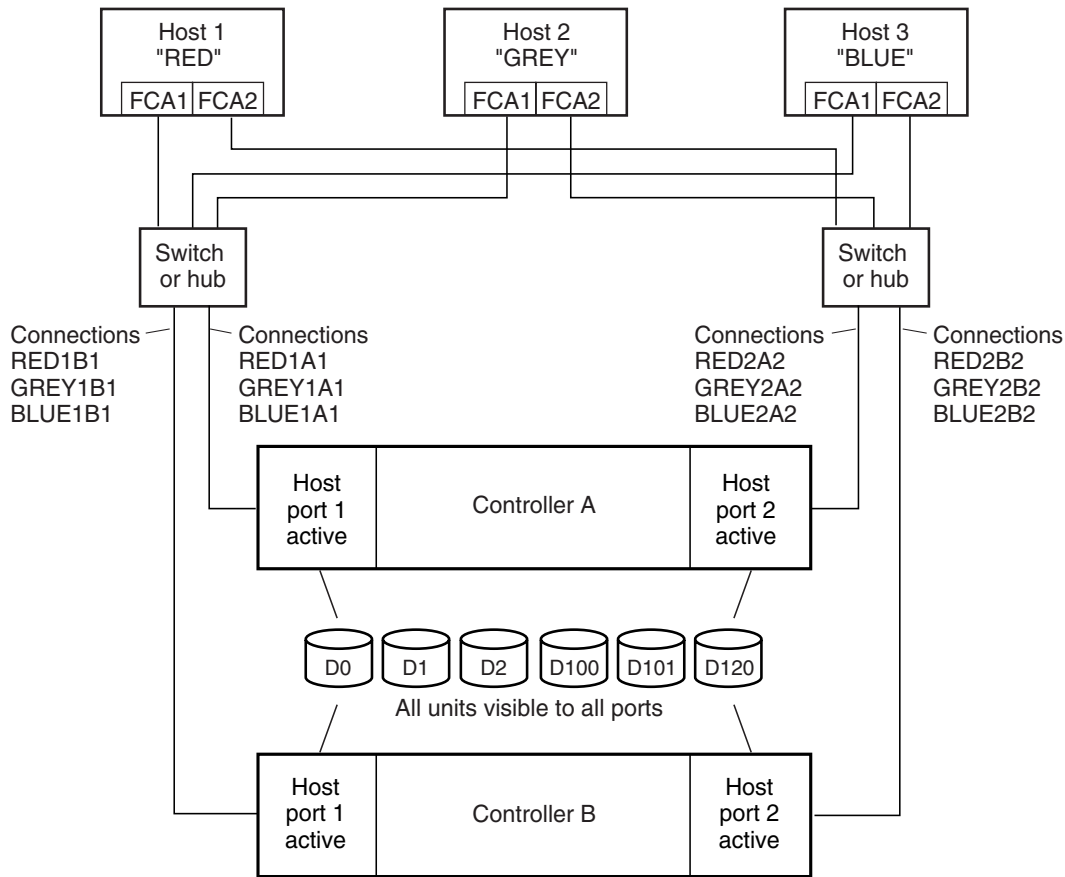 Host 1
"RED"
FCA1 FCA2
Host 2
"GREY"
FCA1 FCA2
Host 3
"BLUE"
FCA1 FCA2
Switch
or hub
Switch
or hub
Connections
RED1B1
GREY1B1
BLUE1B1
Connections
RED1A1
GREY1A1
BLUE1A1
Connections
RED2A2
GREY2A2
BLUE2A2
Connections
RED2B2
GREY2B2
BLUE2B2
Host
port 1
active
Controller A
Host
port 2
active
D0 D1 D2 D100 D101 D120
All units visible to all ports
Host
port 1
active
Controller B
Host
port 2
active